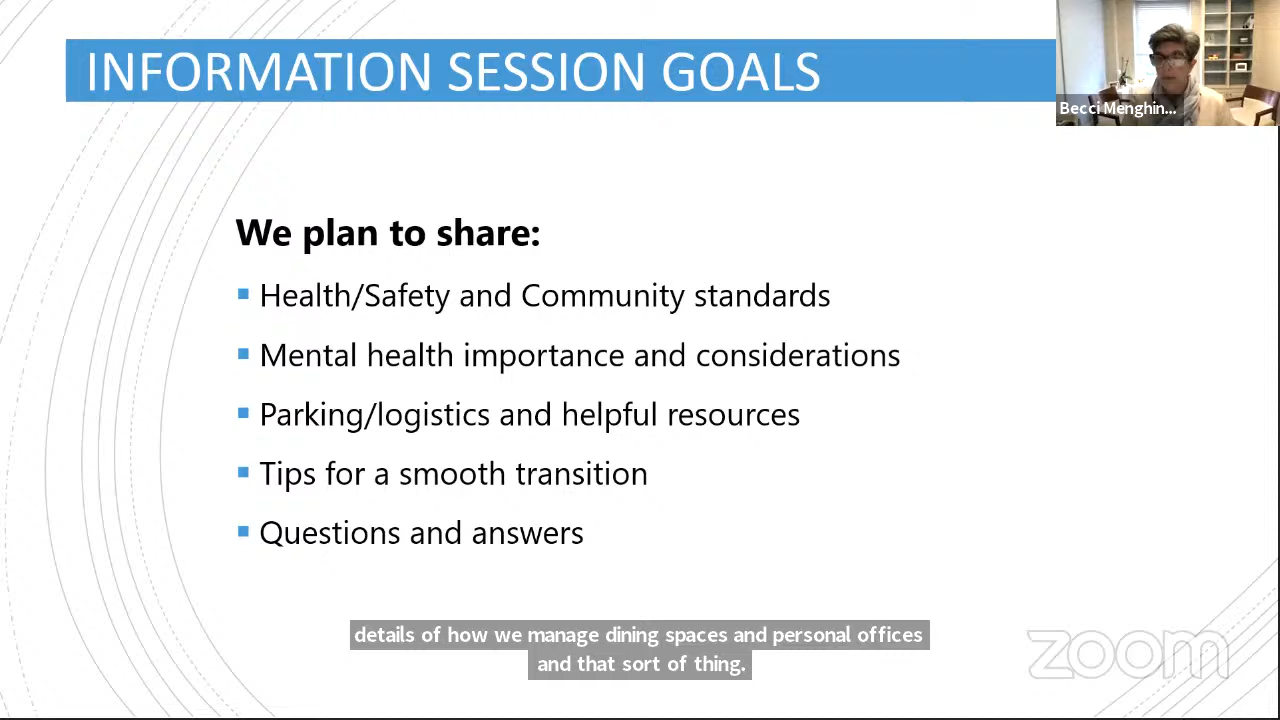 INFORMATION SESSION GOALS
Becci Menghin...
We plan to share:
Health/Safety and Community standards
Mental health importance and considerations
Parking/logistics and helpful resources
Tips for a smooth transition
Questions and answers
details of how we manage dining spaces and personal offices
and that sort of thing.
zoom